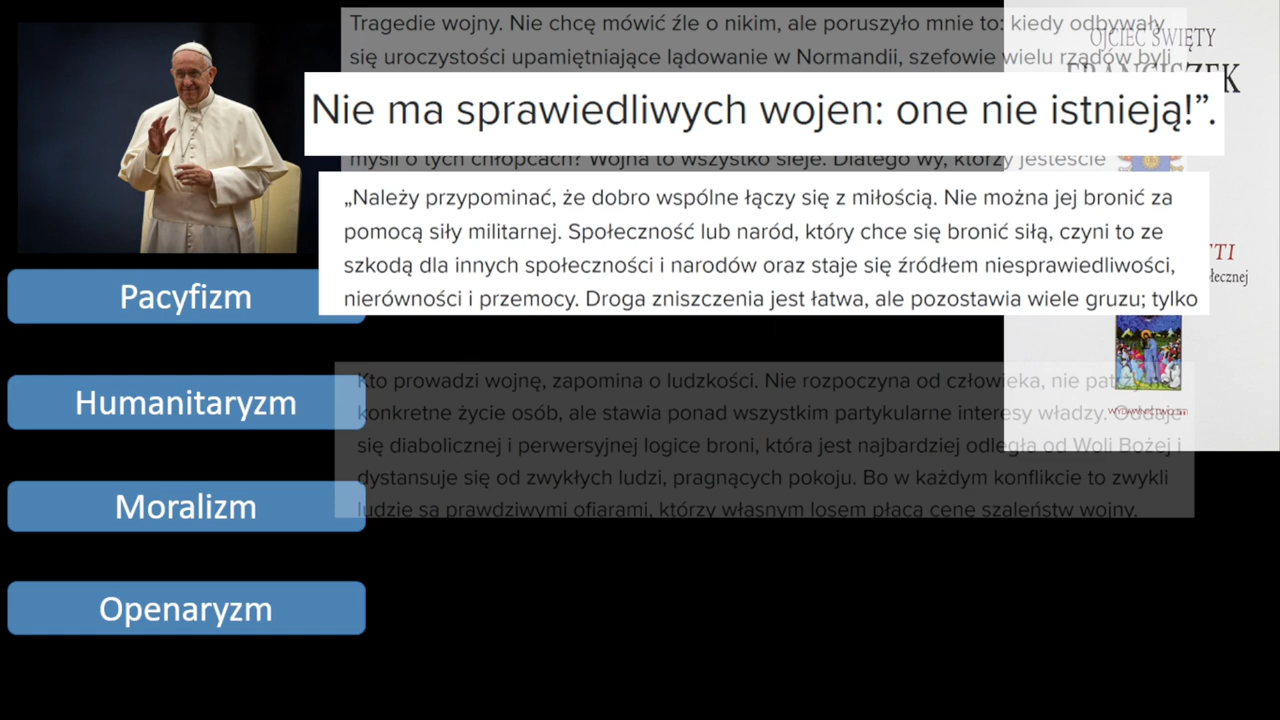 Tragedie wojny. Nie chcę mówić źle o nikim, ale poruszyło mnie to: kiedy odbywały
się uroczystości upamiętniające lądowanie w Normandii, szefowie wielu rządów byli
Nie ma sprawiedliwych wojen: one nie istnieją!”.
myśli o tych chłopcach? Wojna to wszystko sieje. Dlatego wy, którzy jesteście
„Należy przypominać, że dobro wspólne łączy się z miłością. Nie można jej bronić za
pomocą siły militarnej. Społeczność lub naród, który chce się bronić siłą, czyni to ze
szkodą dla innych społeczności i narodów oraz staje się źródłem niesprawiedliwości,
nierówności i przemocy. Droga zniszczenia jest łatwa, ale pozostawia wiele gruzu; tylko
Kto prowadzi wojnę, zapomina o ludzkości. Nie rozpoczyna od człowieka, nie
konkretne życie osób, ale stawia ponad wszystkim partykularne interesy władzy. Oddaje
się diabolicznej i perwersyjnej logice broni, która jest najbardziej odległa od Woli Bożej i
dystansuje się od zwykłych ludzi, pragnących pokoju. Bo w każdym konflikcie to zwykli
ludzie są prawdziwymi ofiarami, którzy własnym losem płacą cenę szaleństw wojny.
OJCIEC ŚWIĘTY
FRANCISZEK
Pacyfizm
Humanitaryzm
Moralizm
Openaryzm